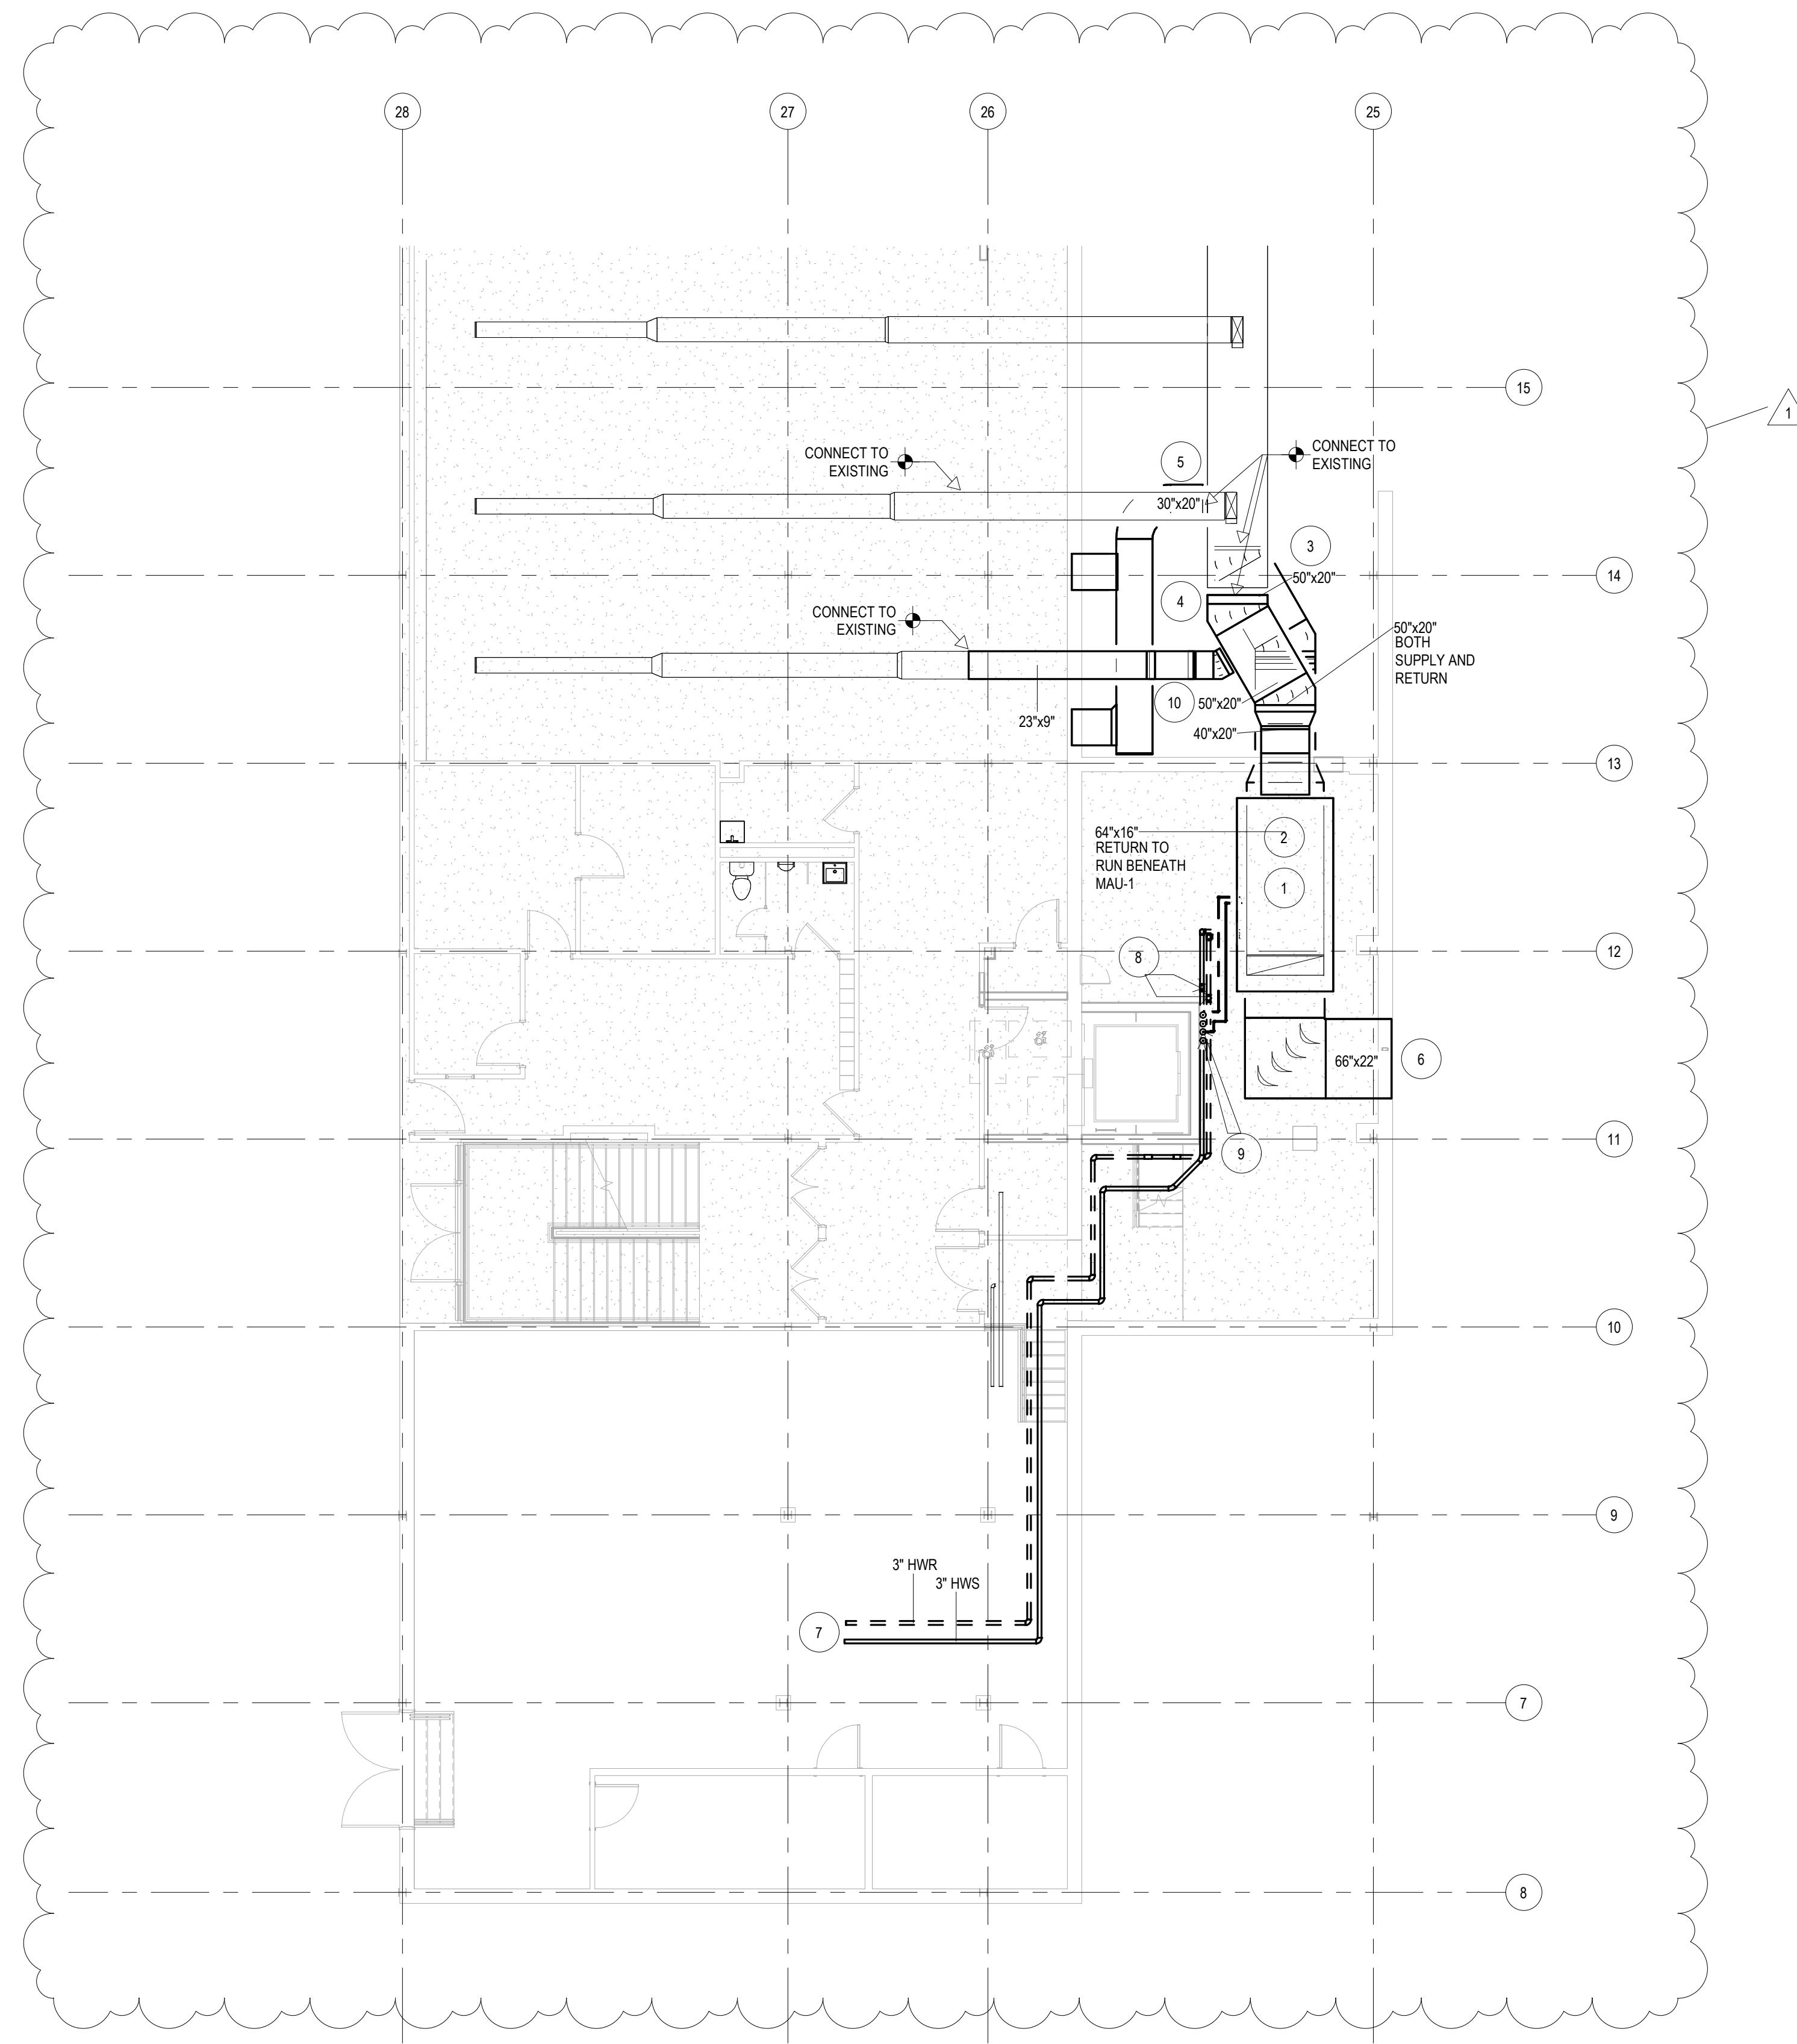 28
27
26
25
15
1
CONNECT TO
EXISTING
CONNECT TO
EXISTING
5
30"x20"
3
14
50"x20"
4
CONNECT TO
EXISTING
50"x20"
BOTH
SUPPLY AND
RETURN
10
50"x20"
23"x9"
40"x20"
13
64"x16"
RETURN TO
RUN BENEATH
MAU-1
2
1
12
8
66"x22"
6
11
9
10
9
3" HWR
3" HWS
7
7
8